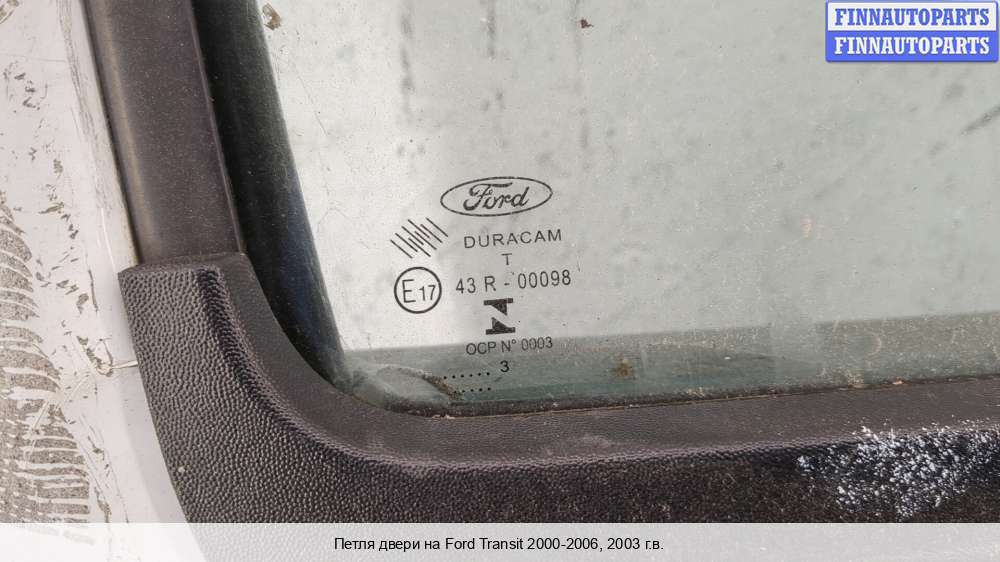 FINNAUTOPARTS
FINNAUTOPARTS
Ford
DURACAM
T
E17 43 R - 00098
OCP N° 0003
...... 3
......
Петля двери на Ford Transit 2000-2006, 2003 г.в.